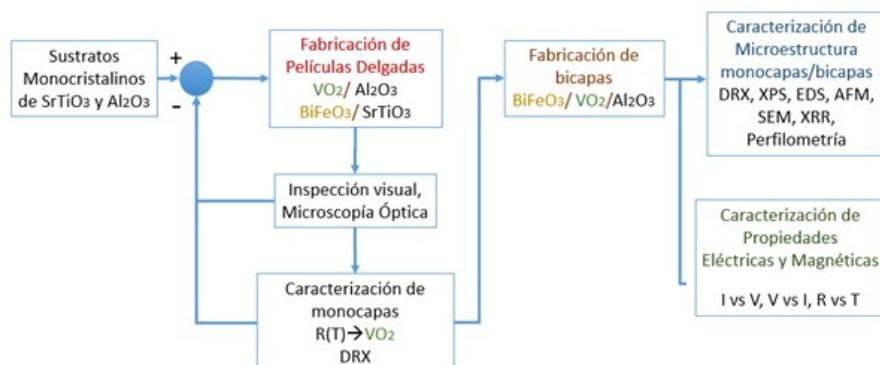 Sustratos
Monocristalinos
de SrTiO₃ y Al₂O₃
+
-
Fabricación de
Películas Delgadas
VO₂/ Al₂O₃
BiFeO₃/ SrTiO₃
Inspección visual,
Microscopía Óptica
Caracterización de
monocapas
R(T)→VO₂
DRX
Fabricación de
bicapas
BiFeO₃/ VO₂/Al₂O₃
Caracterización de
Microestructura
monocapas/bicapas
DRX, XPS, EDS, AFM,
SEM, XRR,
Perfilometría
Caracterización de
Propiedades
Eléctricas y Magnéticas
I vs V, V vs I, R vs T